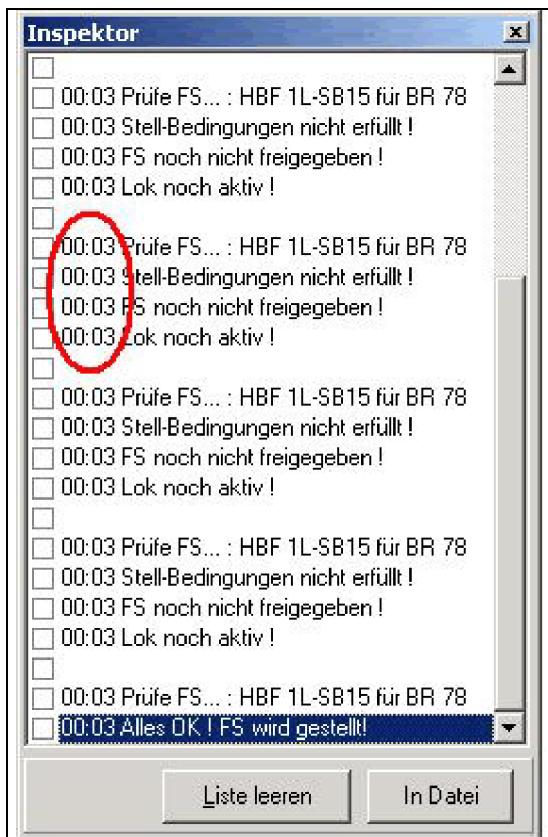 Inspektor
00:03 Prüfe FS... : HBF 1L-SB15 für BR 78
00:03 Stell-Bedingungen nicht erfüllt !
00:03 FS noch nicht freigegeben !
00:03 Lok noch aktiv !
00:03 Prüfe FS... : HBF 1L-SB15 für BR 78
00:03 Stell-Bedingungen nicht erfüllt !
00:03 FS noch nicht freigegeben !
00:03 Lok noch aktiv !
00:03 Prüfe FS... : HBF 1L-SB15 für BR 78
00:03 Stell-Bedingungen nicht erfüllt !
00:03 FS noch nicht freigegeben !
00:03 Lok noch aktiv !
00:03 Prüfe FS... : HBF 1L-SB15 für BR 78
00:03 Stell-Bedingungen nicht erfüllt !
00:03 FS noch nicht freigegeben !
00:03 Lok noch aktiv !
00:03 Prüfe FS... : HBF 1L-SB15 für BR 78
00:03 Alles OK ! FS wird gestellt!
Liste leeren In Datei